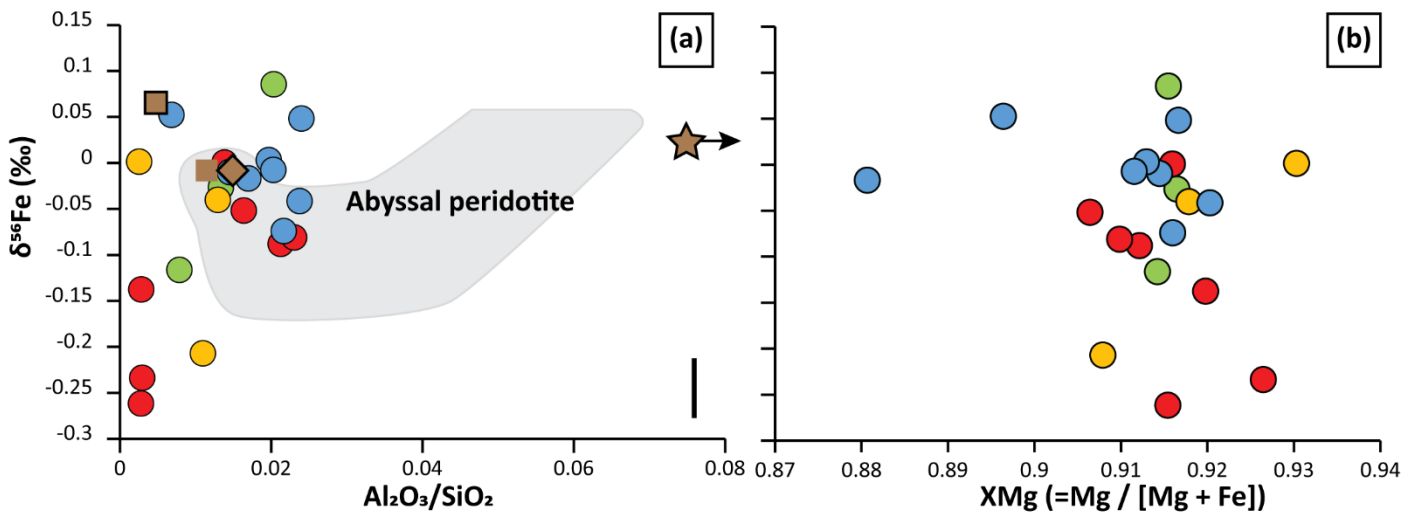 (a)
(b)
0.15
0.1
0.05
0
-0.05
-0.1
-0.15
-0.2
-0.25
-0.3
δ⁵⁶Fe (‰)
Abyssal peridotite
0 0.02 0.04 0.06 0.08
Al₂O₃/SiO₂
0.87 0.88 0.89 0.9 0.91 0.92 0.93 0.94
XMg (=Mg / [Mg + Fe])